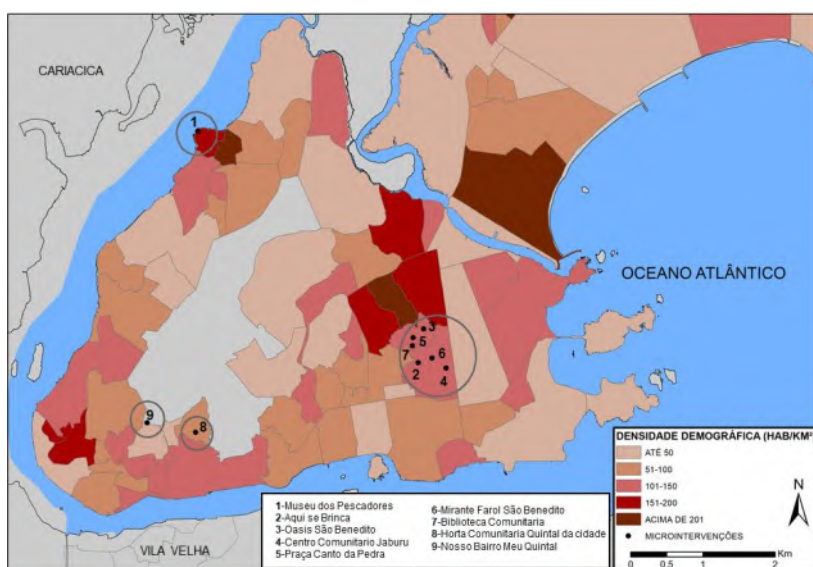 CARIACICA
1
OCEANO ATLÂNTICO
3
5
7
6
2
4
9
8
VILA VELHA
1-Museu dos Pescadores
2-Aqui se Brinca
3-Oasis São Benedito
4-Centro Comunitario Jaburu
5-Praça Canto da Pedra
6-Mirante Farol São Benedito
7-Biblioteca Comunitaria
8-Horta Comunitaria Quintal da cidade
9-Nosso Bairro Meu Quintal
DENSIDADE DEMOGRÁFICA (HAB/KM²
ATÉ 50
51-100
101-150
151-200
ACIMA DE 201
MICROINTERVENÇÕES
N
Km
0 0.5 1 2